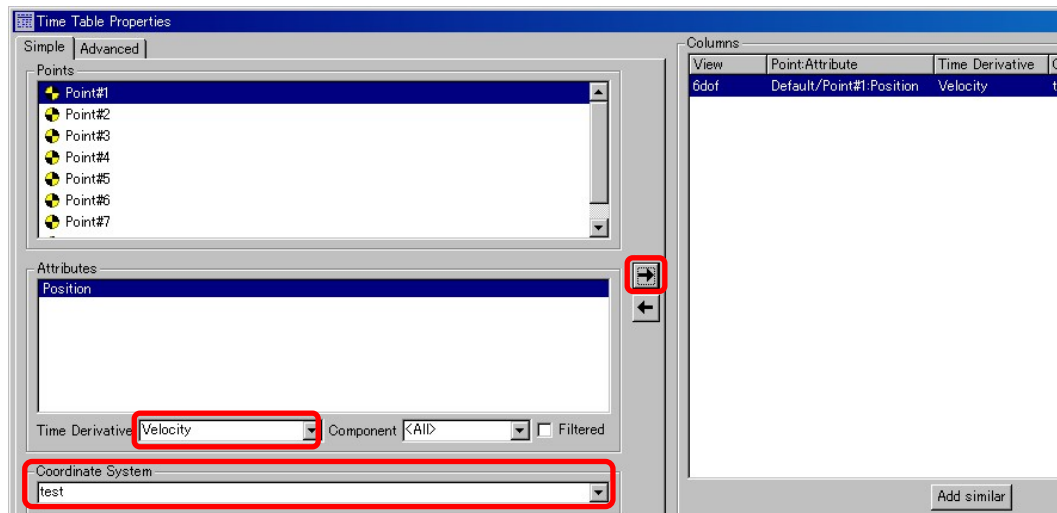 Time Table Properties
Simple Advanced
Points
Point#1
Point#2
Point#3
Point#4
Point#5
Point#6
Point#7
Attributes
Position
Time Derivative Velocity Component <All> Filtered
Coordinate System
test
Columns
View Point:Attribute Time Derivative
6dof Default/Point#1:Position Velocity
Add similar